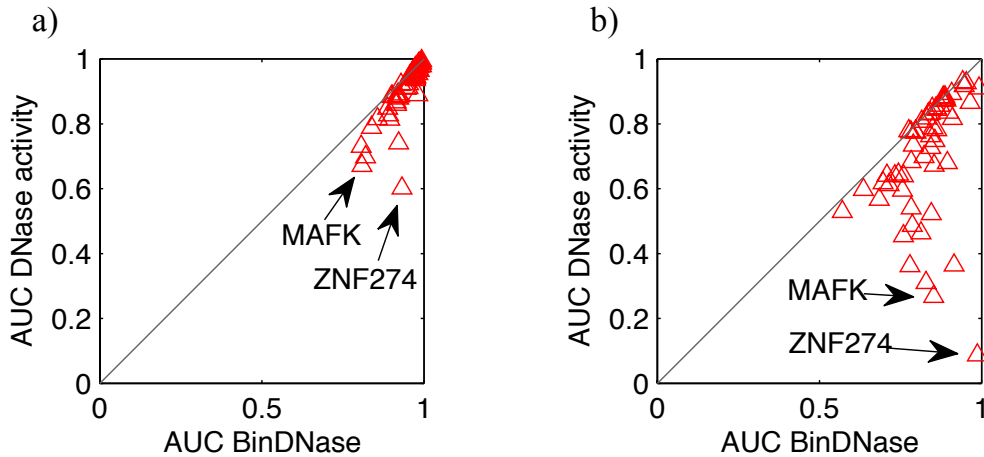 a)
1
0.8
0.6
0.4
0.2
0
0
0.5
1
AUC DNase activity
AUC BinDNase
MAFK
ZNF274
b)
1
0.8
0.6
0.4
0.2
0
0
0.5
1
AUC DNase activity
AUC BinDNase
MAFK
ZNF274